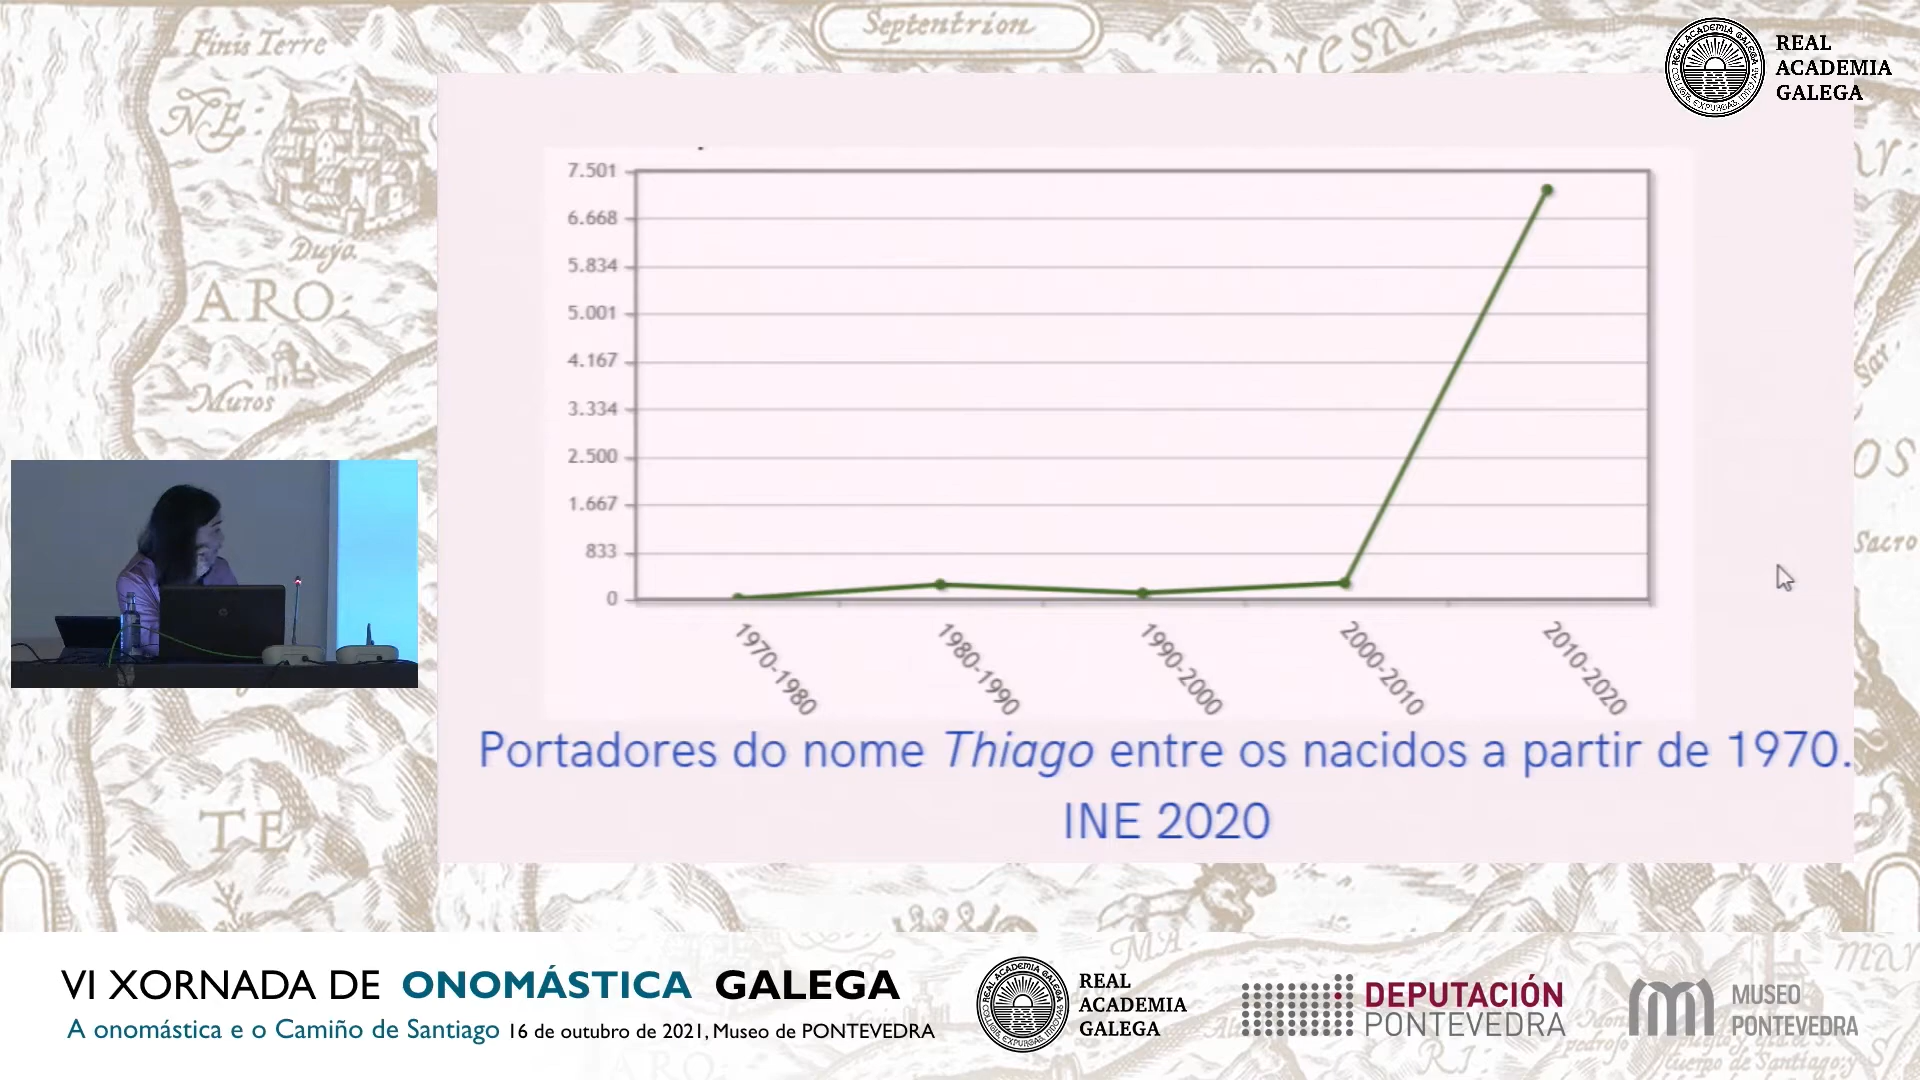 Septentrion
Finis Terre
NE
Duyo
ARO
Muros
TE
REAL
ACADEMIA
GALEGA
7.501
6.668
5.834
5.001
4.167
3.334
2.500
1.667
833
0
1970-1980
1980-1990
1990-2000
2000-2010
2010-2020
Portadores do nome Thiago entre os nacidos a partir de 1970.
INE 2020
Sacro
VI XORNADA DE ONOMÁSTICA GALEGA
A onomástica e o Camiño de Santiago 16 de outubro de 2021, Museo de PONTEVEDRA
REAL
ACADEMIA
GALEGA
DEPUTACIÓN
PONTEVEDRA
MUSEO
PONTEVEDRA